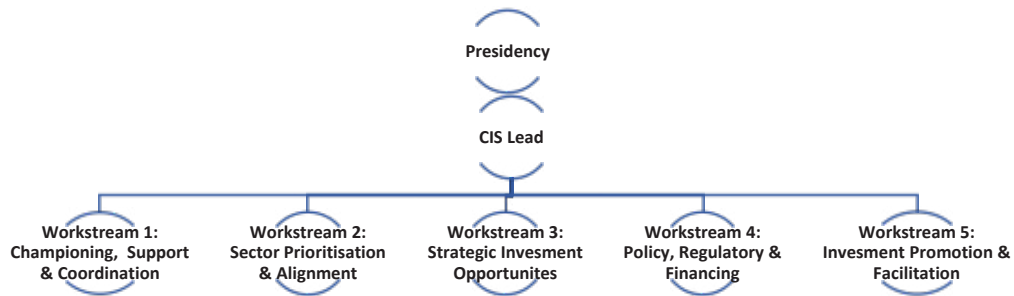 Presidency
CIS Lead
Workstream 1:
Championing, Support
& Coordination
Workstream 2:
Sector Prioritisation
& Alignment
Workstream 3:
Strategic Invesment
Opportunites
Workstream 4:
Policy, Regulatory &
Financing
Workstream 5:
Invesment Promotion &
Facilitation